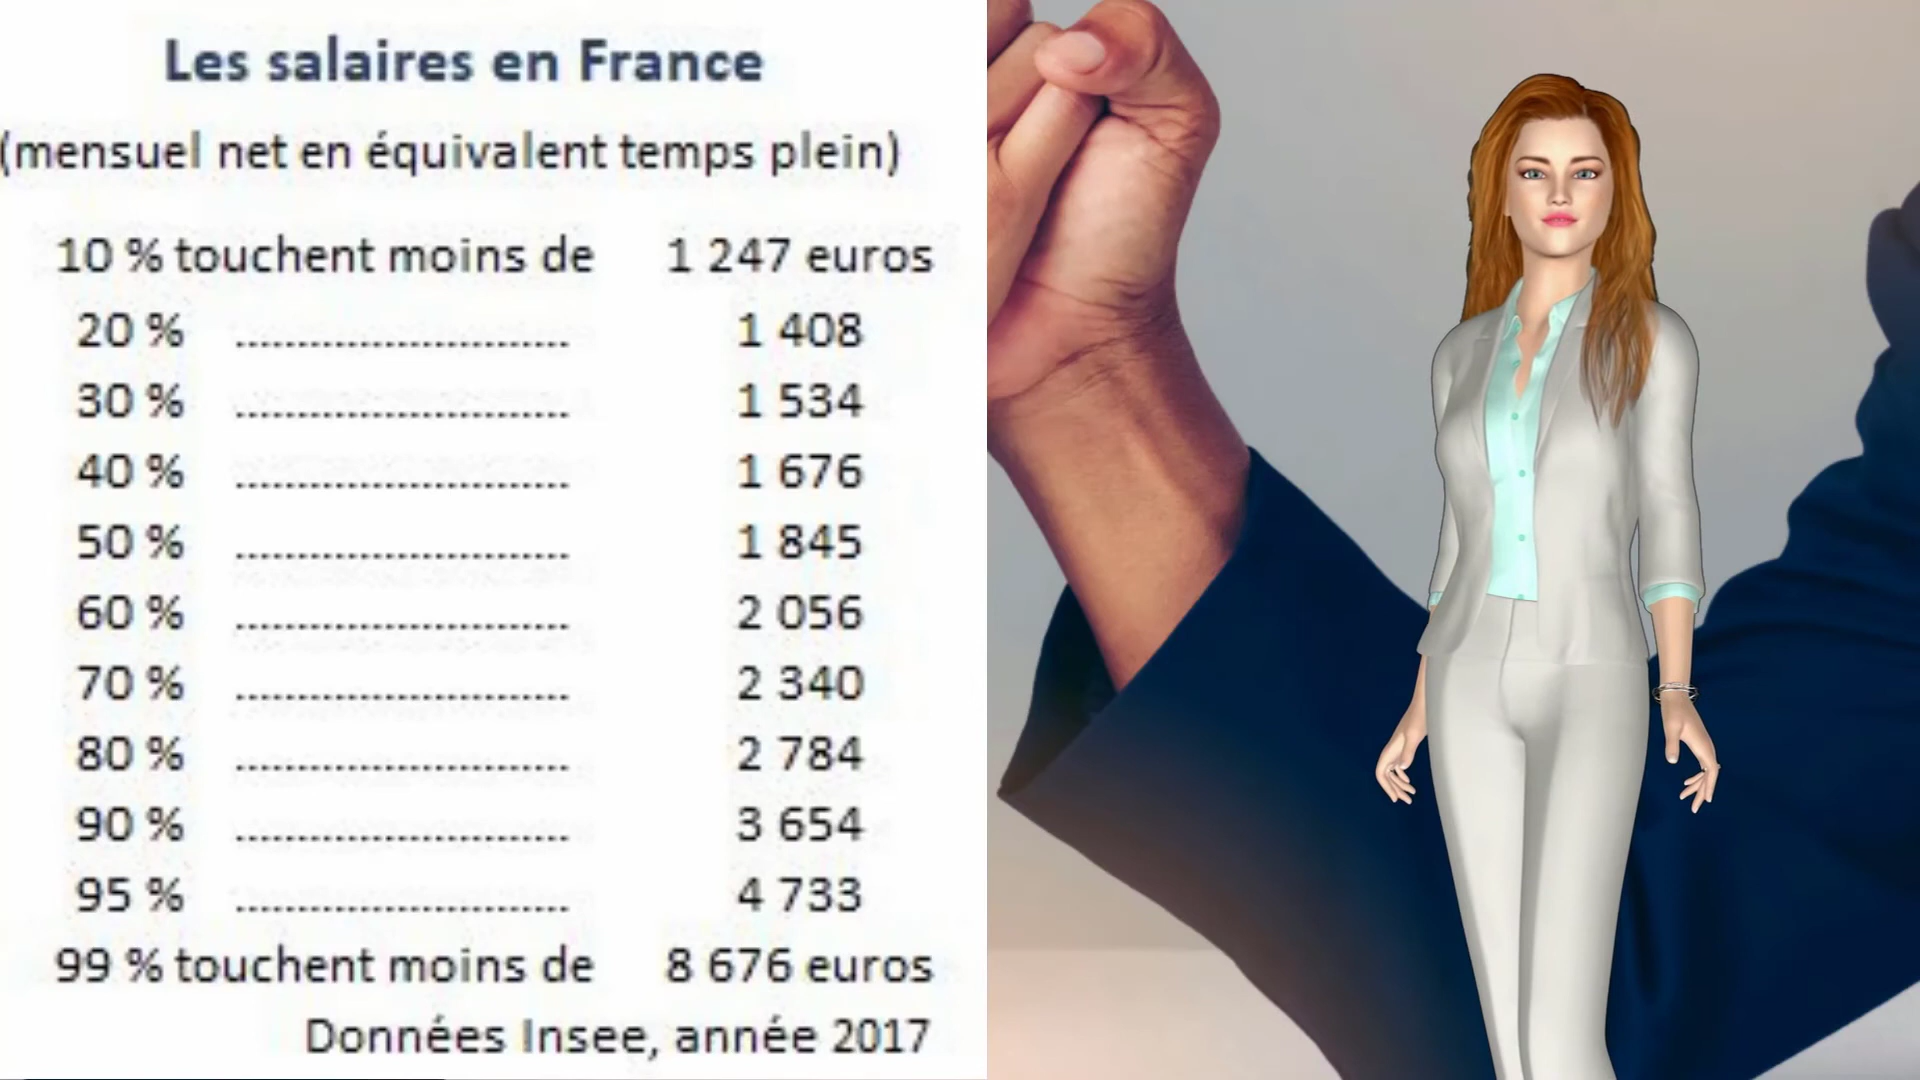 Les salaires en France
(mensuel net en équivalent temps plein)
10 % touchent moins de 1 247 euros
20 % ........................... 1 408
30 % ........................... 1 534
40 % ........................... 1 676
50 % ........................... 1 845
60 % ........................... 2 056
70 % ........................... 2 340
80 % ........................... 2 784
90 % ........................... 3 654
95 % ........................... 4 733
99 % touchent moins de 8 676 euros
Données Insee, année 2017